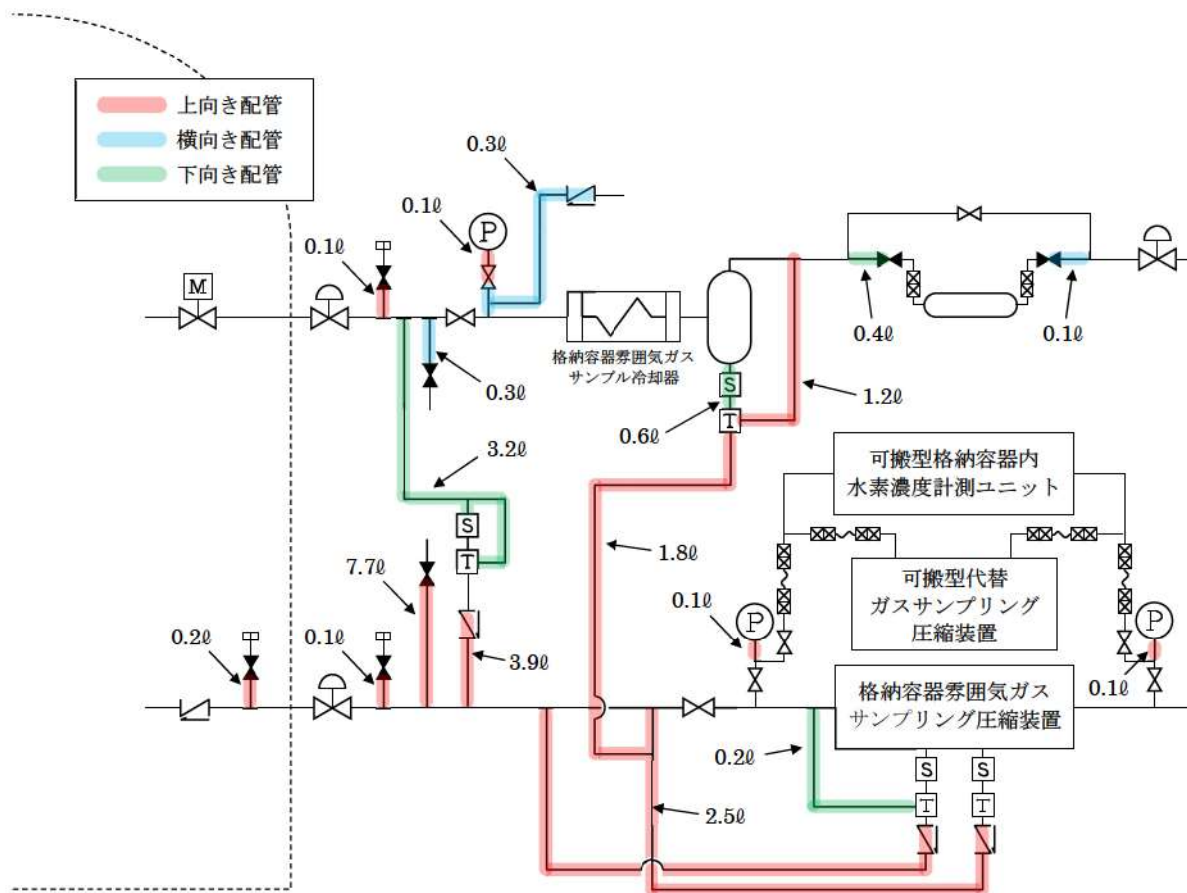 上向き配管
横向き配管
下向き配管
0.3ℓ
0.1ℓ
P
0.1ℓ
M
格納容器雰囲気ガス
サンプル冷却器
0.4ℓ
0.1ℓ
S
T
0.3ℓ
0.6ℓ
1.2ℓ
3.2ℓ
S
T
可搬型格納容器内
水素濃度計測ユニット
1.8ℓ
7.7ℓ
可搬型代替
ガスサンプリング
圧縮装置
0.1ℓ
P
P
0.2ℓ
0.1ℓ
3.9ℓ
0.1ℓ
格納容器雰囲気ガス
サンプリング圧縮装置
0.2ℓ
S
S
T
T
2.5ℓ